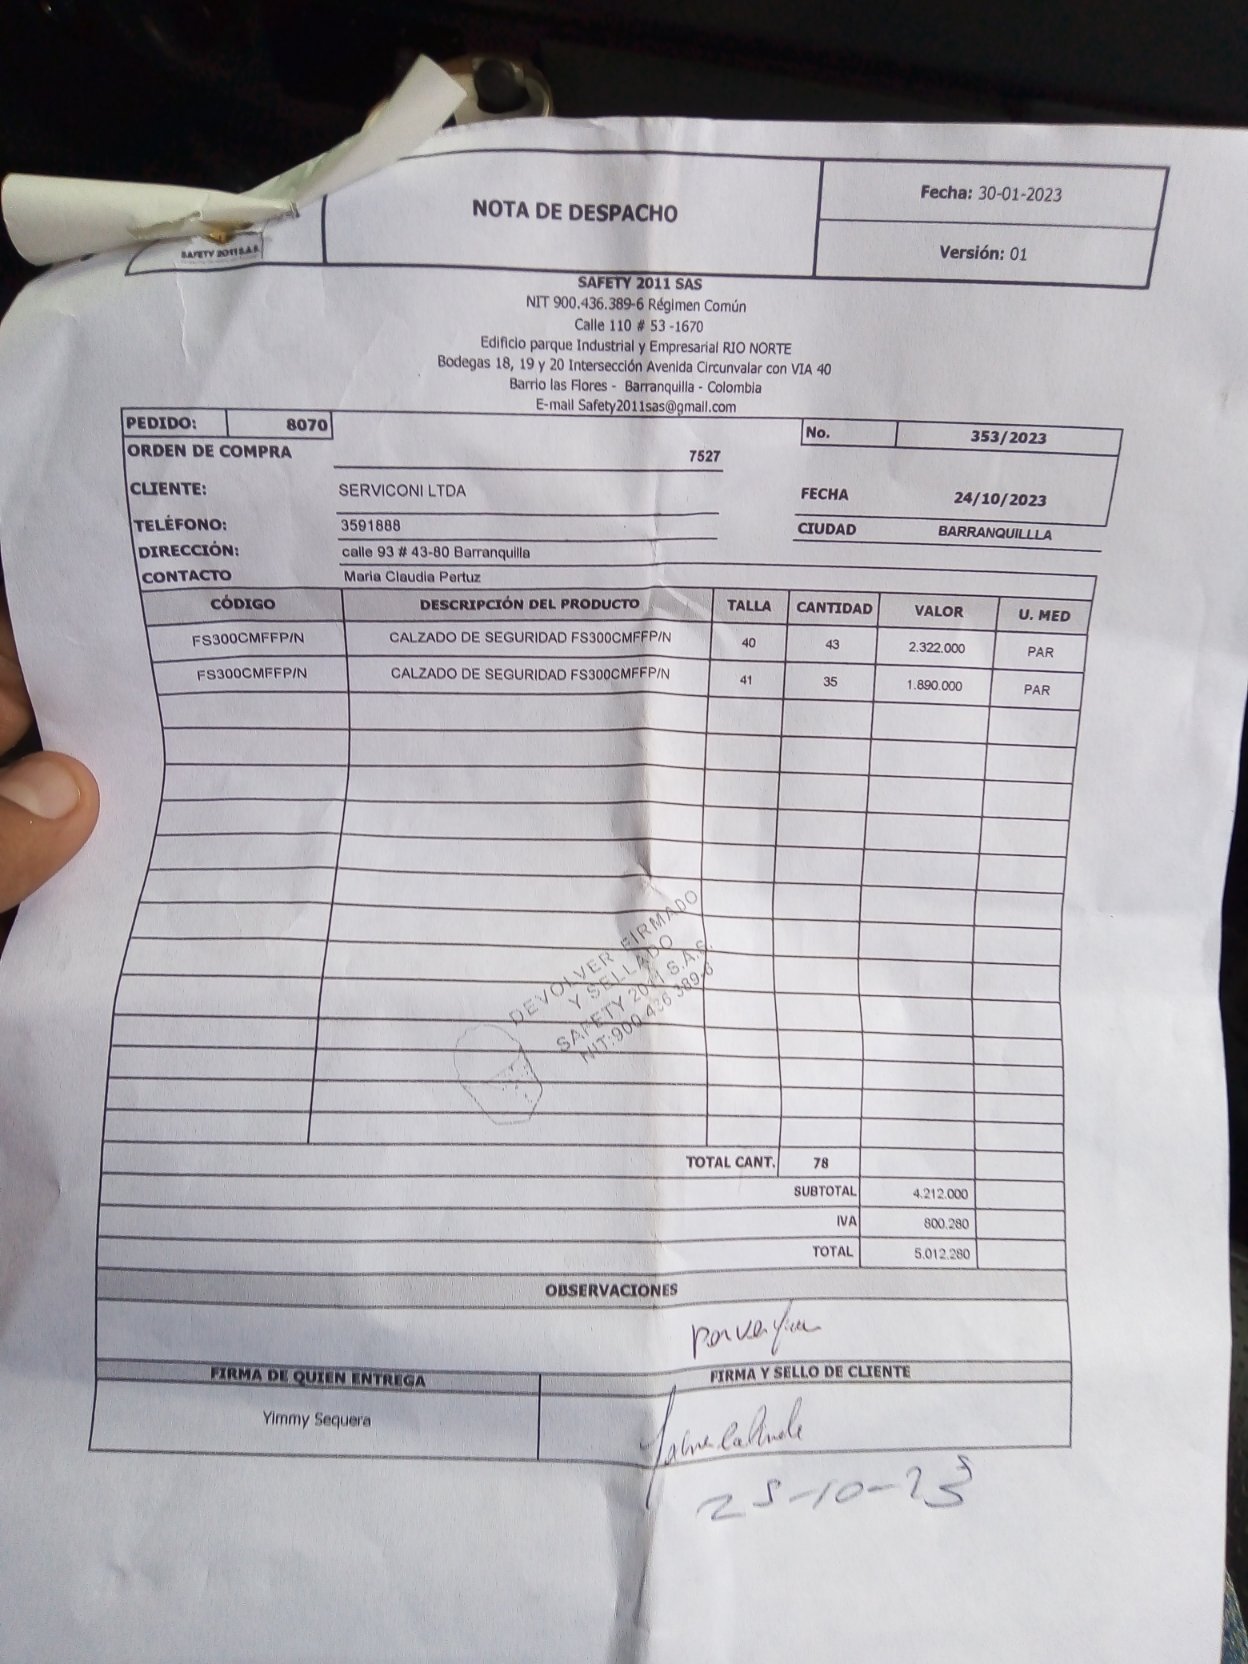 SAFETY 2011 S.A.S
NOTA DE DESPACHO
Fecha: 30-01-2023
Versión: 01
SAFETY 2011 SAS
NIT 900.436.389-6 Régimen Común
Calle 110 # 53 -1670
Edificio parque Industrial y Empresarial RIO NORTE
Bodegas 18, 19 y 20 Intersección Avenida Circunvalar con VIA 40
Barrio las Flores - Barranquilla - Colombia
E-mail Safety2011sas@gmail.com
PEDIDO: 8070
No. 353/2023
ORDEN DE COMPRA 7527
CLIENTE: SERVICONI LTDA
FECHA 24/10/2023
TELÉFONO: 3591888
CIUDAD BARRANQUILLLA
DIRECCIÓN: calle 93 # 43-80 Barranquilla
CONTACTO Maria Claudia Pertuz
CÓDIGO DESCRIPCIÓN DEL PRODUCTO TALLA CANTIDAD VALOR U. MED
FS300CMFFP/N CALZADO DE SEGURIDAD FS300CMFFP/N 40 43 2.322.000 PAR
FS300CMFFP/N CALZADO DE SEGURIDAD FS300CMFFP/N 41 35 1.890.000 PAR
DEVOLVER FIRMADO
Y SELLADO
SAFETY 2011 S.A.S.
NIT:900.436.389-6
TOTAL CANT. 78
SUBTOTAL 4.212.000
IVA 800.280
TOTAL 5.012.280
OBSERVACIONES
FIRMA DE QUIEN ENTREGA
FIRMA Y SELLO DE CLIENTE
Yimmy Sequera
25-10-23